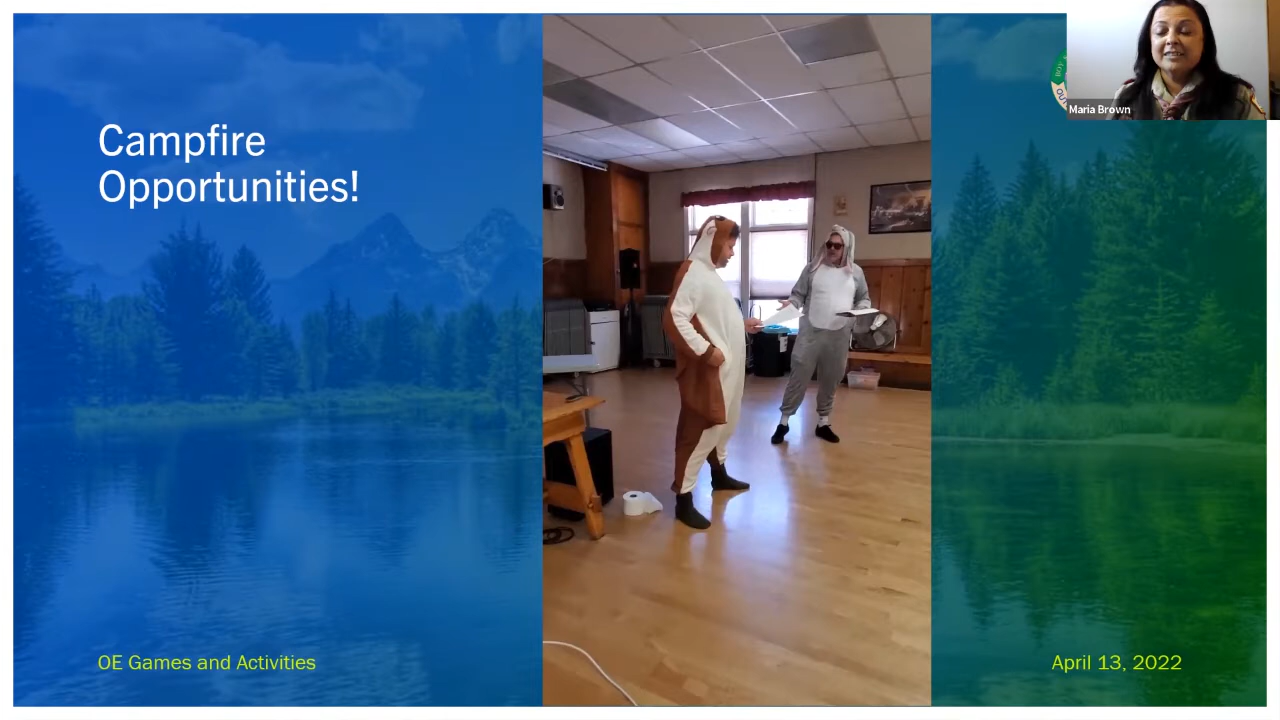 Campfire
Opportunities!
Maria Brown
OE Games and Activities
April 13, 2022